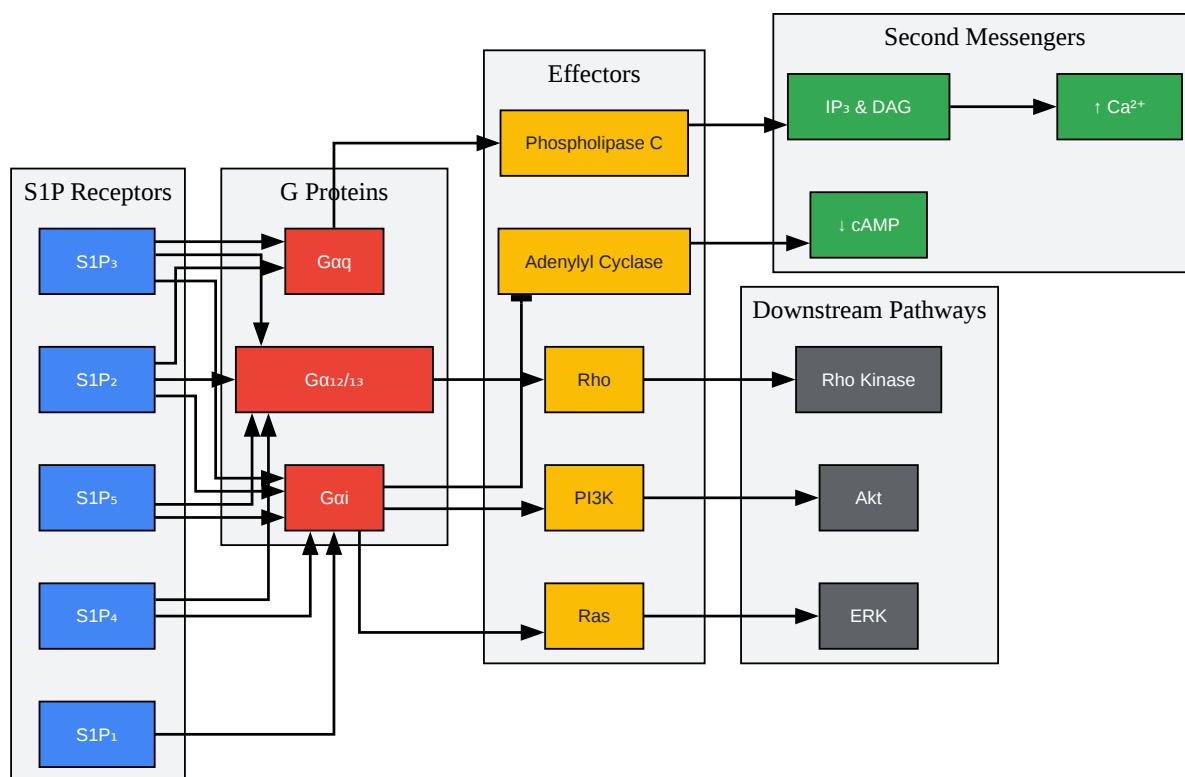 S1P Receptors
S1P₃
S1P₂
S1P₅
S1P₄
S1P₁
G Proteins
Gαq
Gα₁₂/₁₃
Gαi
Effectors
Phospholipase C
Adenylyl Cyclase
Rho
PI3K
Ras
Second Messengers
IP₃ & DAG
↑ Ca²⁺
↓ cAMP
Downstream Pathways
Rho Kinase
Akt
ERK